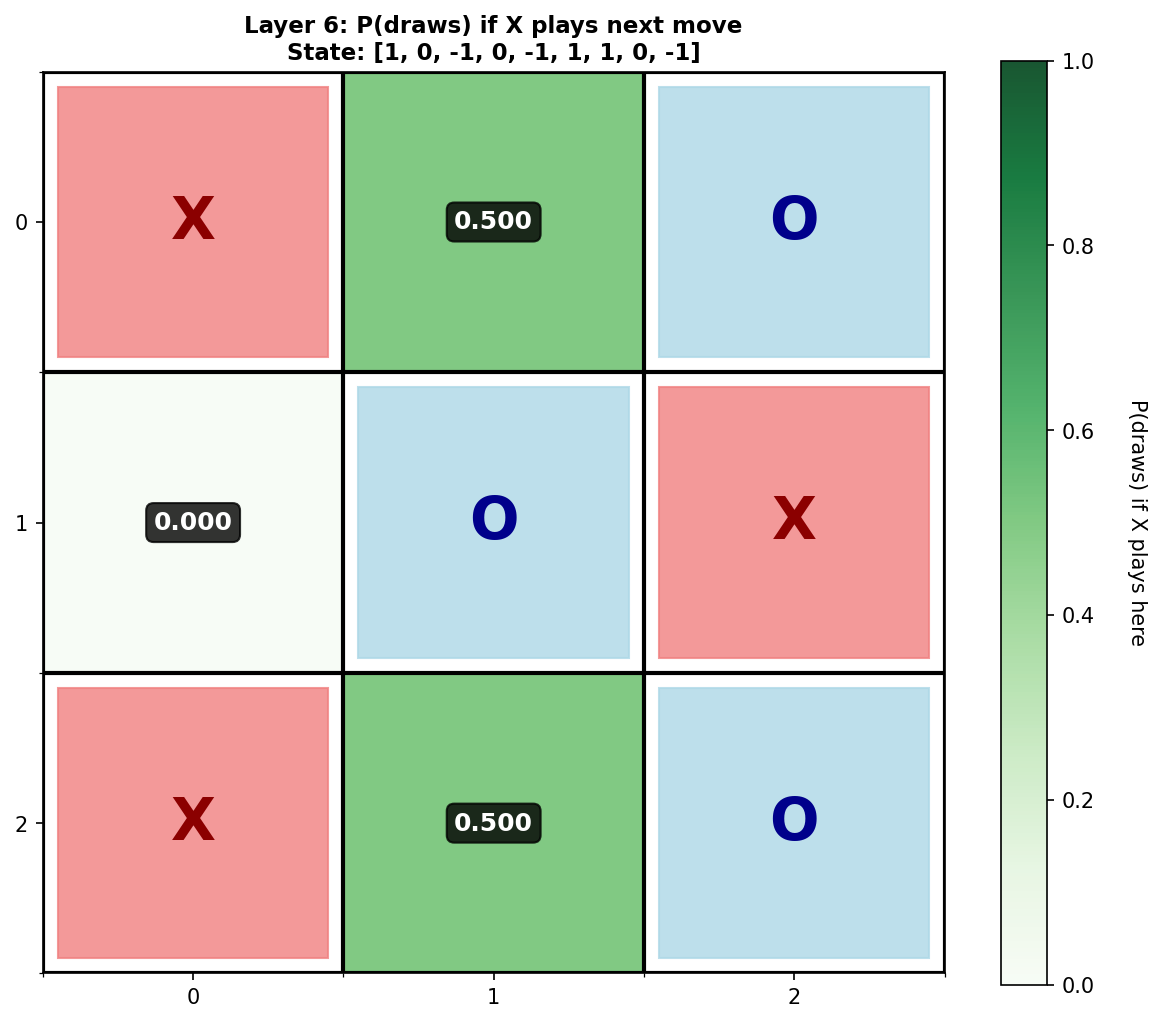 Layer 6: P(draws) if X plays next move
State: [1, 0, -1, 0, -1, 1, 1, 0, -1]
X
0.500
O
0.000
O
X
X
0.500
O
0
1
2
0
1
2
1.0
0.8
0.6
0.4
0.2
0.0
P(draws) if X plays here